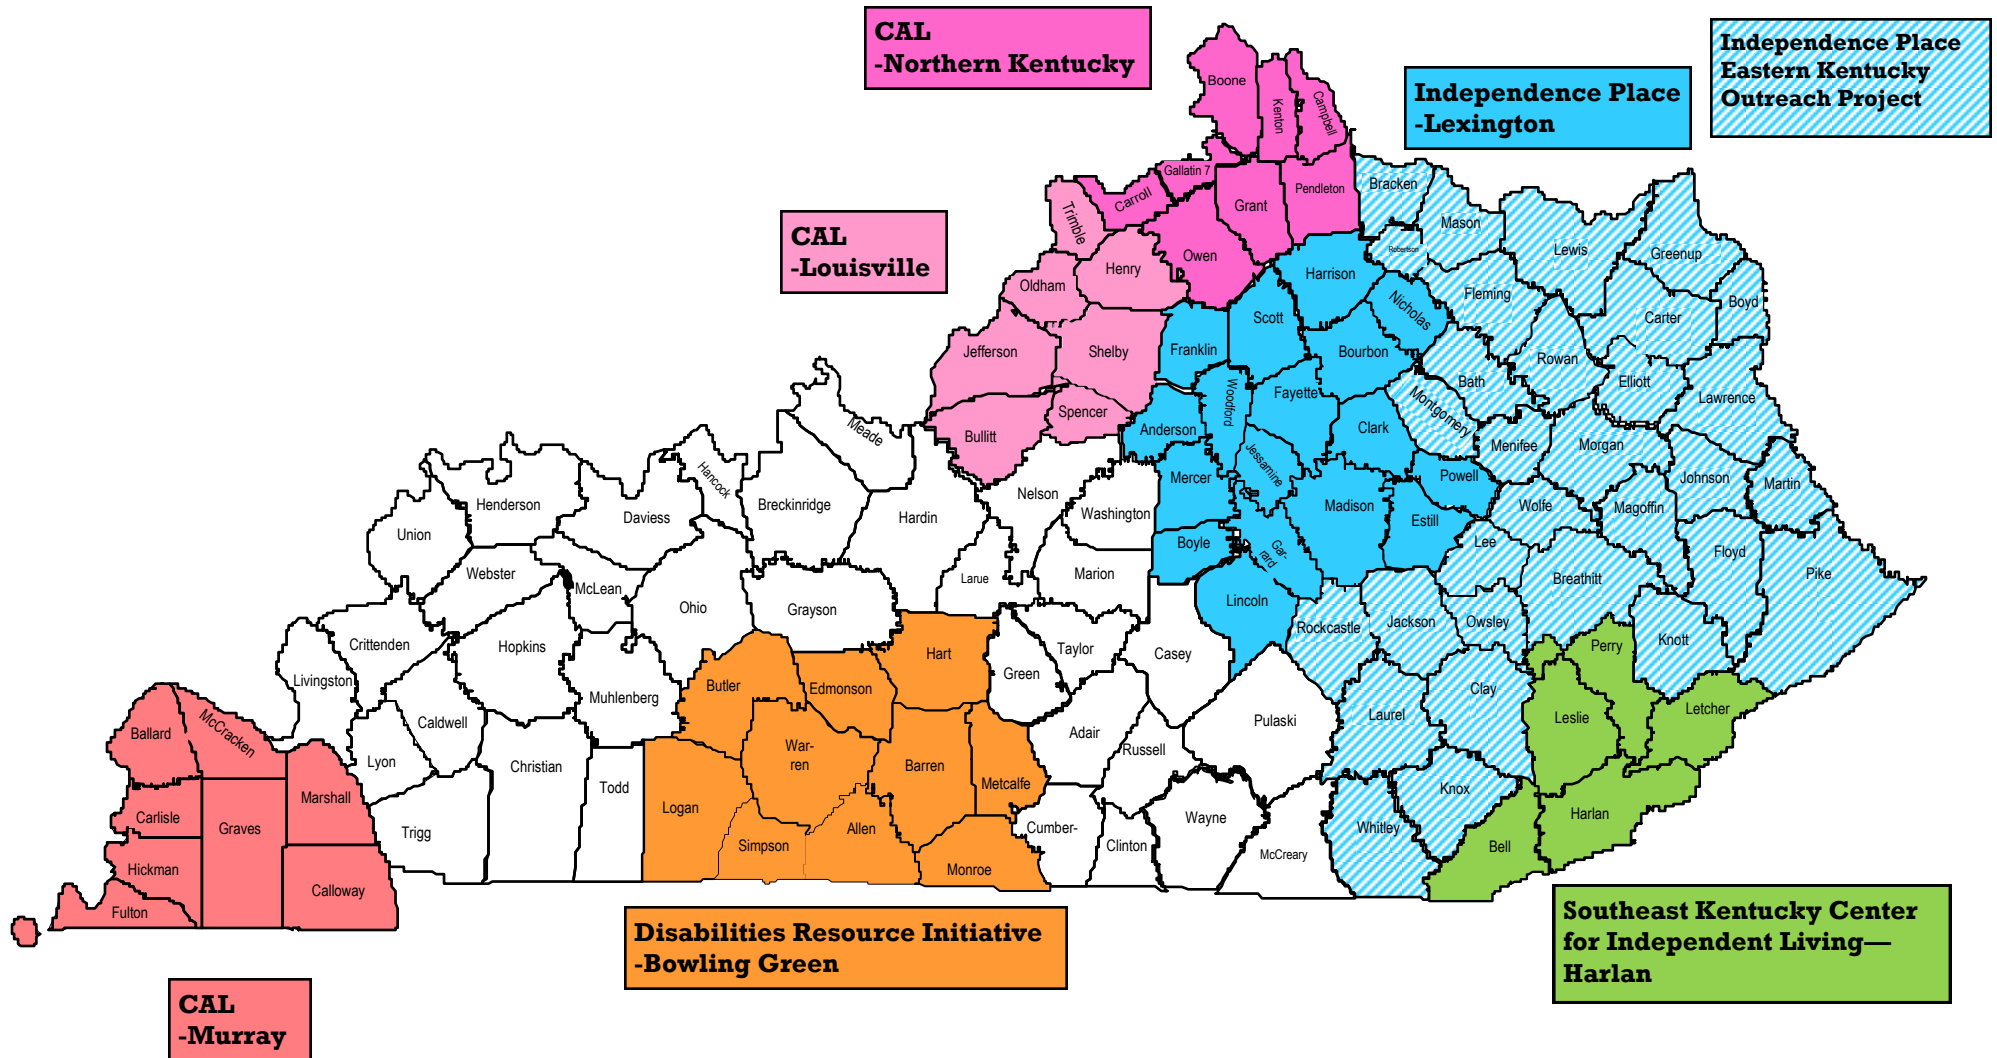 CAL
-Northern Kentucky
Independence Place
Eastern Kentucky
Outreach Project
Independence Place
-Lexington
CAL
-Louisville
Boone
Kenton
Campbell
Gallatin 7
Carroll
Grant
Pendleton
Owen
Trimble
Henry
Oldham
Jefferson
Shelby
Spencer
Bullitt
Bracken
Mason
Robertson
Lewis
Greenup
Fleming
Carter
Boyd
Rowan
Elliott
Bath
Lawrence
Montgomery
Menifee
Morgan
Johnson
Martin
Magoffin
Wolfe
Lee
Floyd
Pike
Breathitt
Owsley
Knott
Jackson
Rockcastle
Clay
Laurel
Knox
Whitley
Harrison
Nicholas
Scott
Franklin
Bourbon
Woodford
Fayette
Clark
Anderson
Jessamine
Mercer
Powell
Madison
Estill
Boyle
Gar-
rard
Lincoln
Perry
Leslie
Letcher
Harlan
Bell
Meade
Hancock
Breckinridge
Henderson
Daviess
Union
Webster
McLean
Ohio
Grayson
Hardin
Nelson
Larue
Washington
Marion
Taylor
Green
Casey
Adair
Russell
Pulaski
Wayne
McCreary
Clinton
Cumber-
Crittenden
Livingston
Hopkins
Muhlenberg
Caldwell
Lyon
Christian
Todd
Trigg
Hart
Butler
Edmonson
War-
ren
Barren
Metcalfe
Logan
Simpson
Allen
Monroe
Ballard
McCracken
Marshall
Carlisle
Graves
Hickman
Calloway
Fulton
Disabilities Resource Initiative
-Bowling Green
Southeast Kentucky Center
for Independent Living—
Harlan
CAL
-Murray